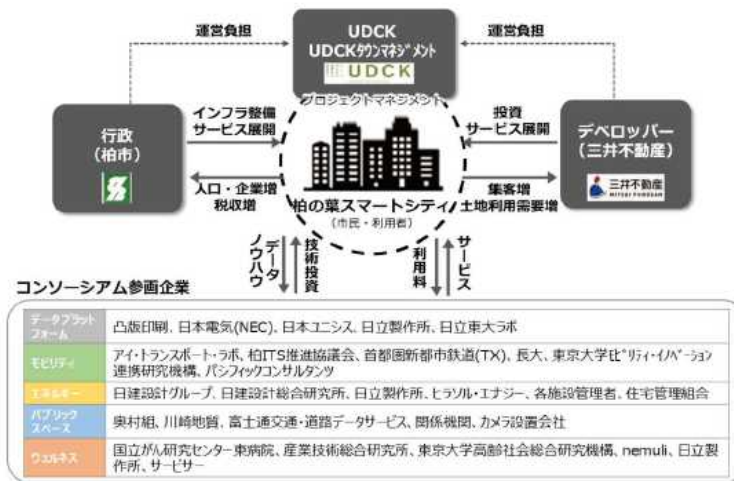 運営負担
UDCK
UDCKタウンマネジメント
UDCK
運営負担
プロジェクトマネジメント
行政
(柏市)
インフラ整備
サービス展開
投資
サービス展開
デベロッパー
(三井不動産)
三井不動産
MITSUI FUDOSAN
人口・企業増
税収増
集客増
土地利用需要増
柏の葉スマートシティ
(市民・利用者)
データ
ノウハウ
技術投資
利用料
サービス
コンソーシアム参画企業
データプラット
フォーム
凸版印刷、日本電気(NEC)、日本ユニシス、日立製作所、日立東大ラボ
モビリティ
アイ・トランスポート・ラボ、柏ITS推進協議会、首都圏新都市鉄道(TX)、長大、東京大学モビリティ・イノベーション
連携研究機構、パシフィックコンサルタンツ
エネルギー
日建設計グループ、日建設計総合研究所、日立製作所、ヒラソル・エナジー、各施設管理者、住宅管理組合
パブリック
スペース
奥村組、川崎地質、富士通交通・道路データサービス、関係機関、カメラ設置会社
ウェルネス
国立がん研究センター東病院、産業技術総合研究所、東京大学高齢社会総合研究機構、nemuli、日立製
作所、サービサー